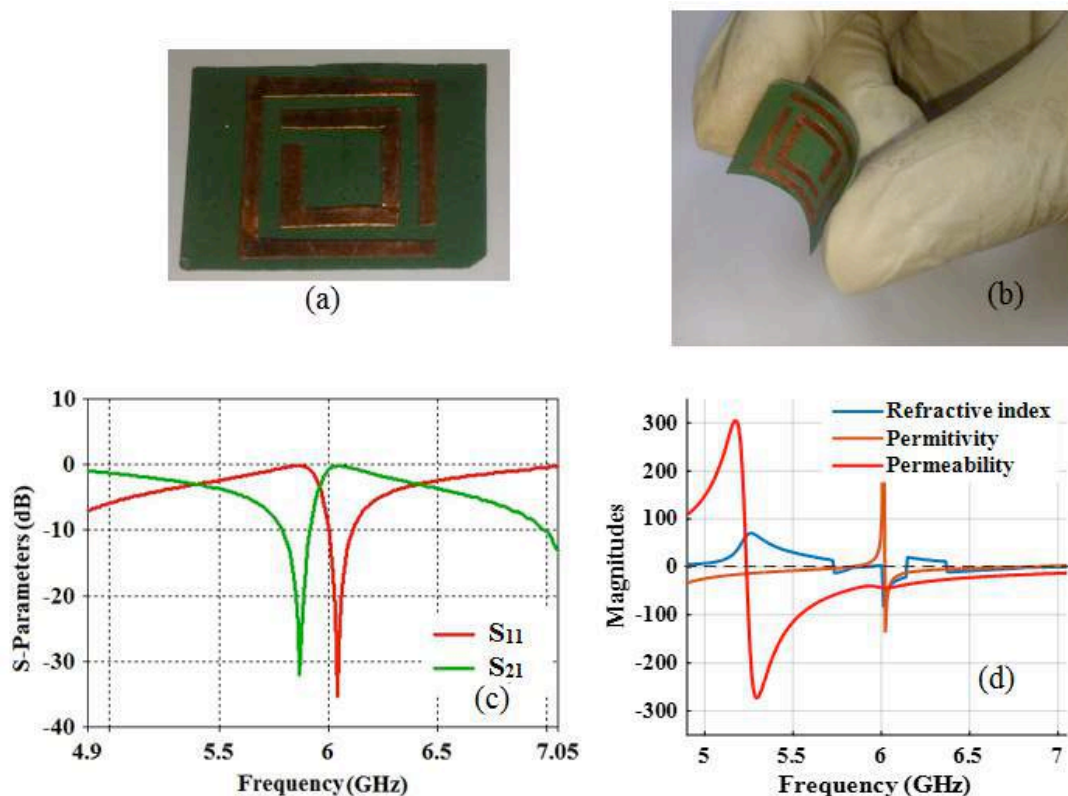 (a)
(b)
10
0
-10
-20
-30
-40
S-Parameters (dB)
4.9
5.5
6
6.5
7.05
Frequency (GHz)
S11
S21
(c)
300
200
100
0
-100
-200
-300
Magnitudes
5
5.5
6
6.5
7
Frequency (GHz)
Refractive index
Permitivity
Permeability
(d)